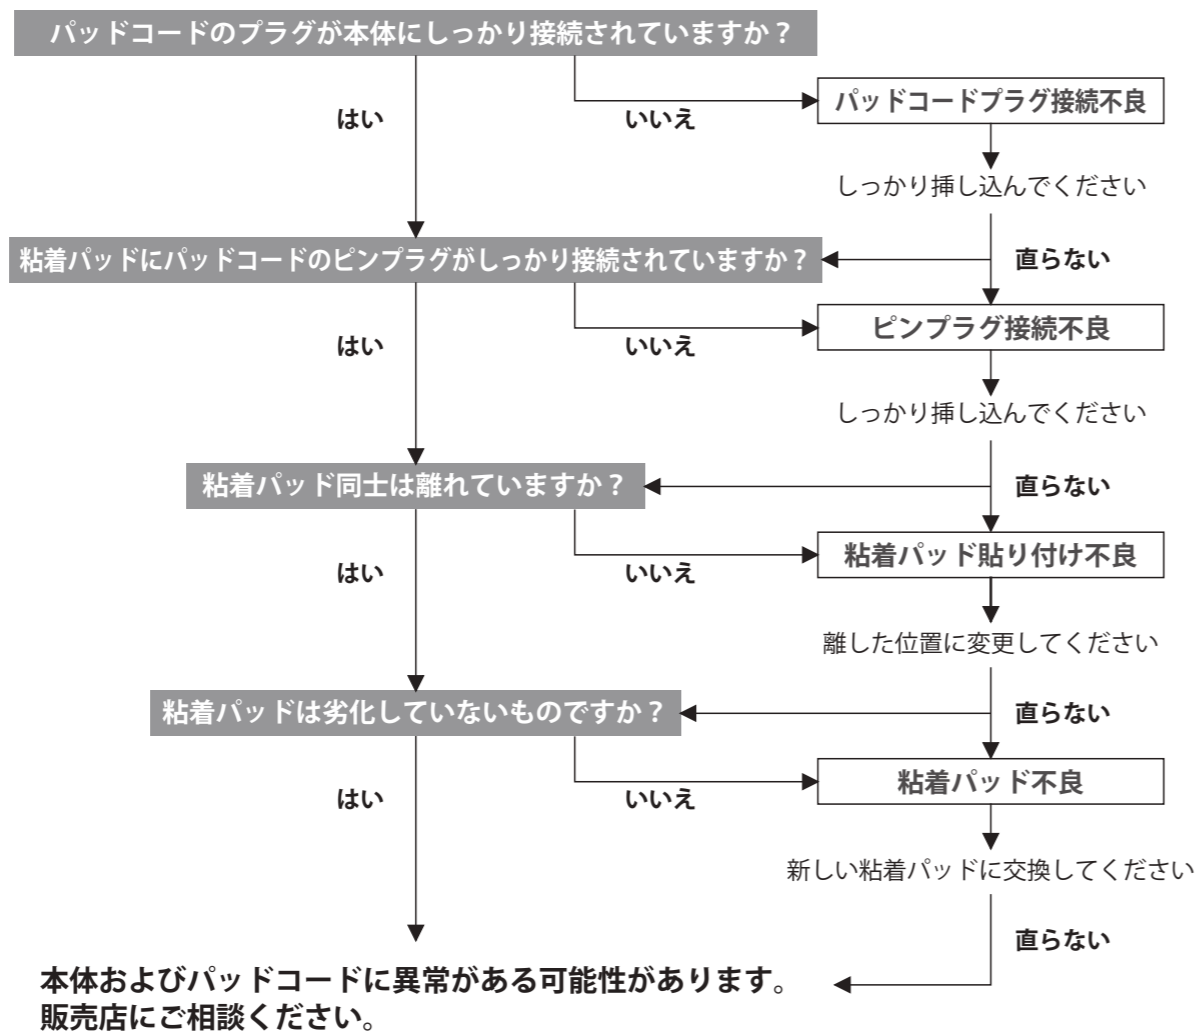 パッドコードのプラグが本体にしっかり接続されていますか？
はい
いいえ
パッドコードプラグ接続不良
しっかり挿し込んでください
直らない
粘着パッドにパッドコードのピンプラグがしっかり接続されていますか？
はい
いいえ
ピンプラグ接続不良
しっかり挿し込んでください
直らない
粘着パッド同士は離れていますか？
はい
いいえ
粘着パッド貼り付け不良
離した位置に変更してください
直らない
粘着パッドは劣化していないものですか？
はい
いいえ
粘着パッド不良
新しい粘着パッドに交換してください
直らない
本体およびパッドコードに異常がある可能性があります。
販売店にご相談ください。